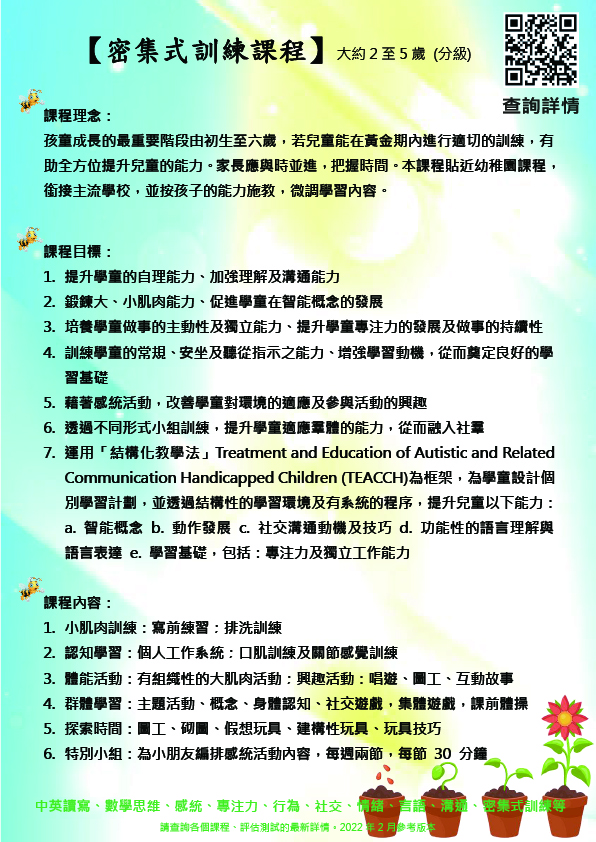 【密集式訓練課程】大約 2 至 5 歲 (分級)
查詢詳情
課程理念：
孩童成長的最重要階段由初生至六歲，若兒童能在黃金期內進行適切的訓練，有
助全方位提升兒童的能力。家長應與時並進，把握時間。本課程貼近幼稚園課程，
銜接主流學校，並按孩子的能力施教，微調學習內容。
課程目標：
1. 提升學童的自理能力、加強理解及溝通能力
2. 鍛鍊大、小肌肉能力、促進學童在智能概念的發展
3. 培養學童做事的主動性及獨立能力、提升學童專注力的發展及做事的持續性
4. 訓練學童的常規、安坐及聽從指示之能力、增強學習動機，從而奠定良好的學
習基礎
5. 藉著感統活動，改善學童對環境的適應及參與活動的興趣
6. 透過不同形式小組訓練，提升學童適應羣體的能力，從而融入社羣
7. 運用「結構化教學法」Treatment and Education of Autistic and Related
Communication Handicapped Children (TEACCH)為框架，為學童設計個
別學習計劃，並透過結構性的學習環境及有系統的程序，提升兒童以下能力：
a. 智能概念 b. 動作發展 c. 社交溝通動機及技巧 d. 功能性的語言理解與
語言表達 e. 學習基礎，包括：專注力及獨立工作能力
課程內容：
1. 小肌肉訓練：寫前練習：排洗訓練
2. 認知學習：個人工作系統：口肌訓練及關節感覺訓練
3. 體能活動：有組織性的大肌肉活動：興趣活動：唱遊、圖工、互動故事
4. 群體學習：主題活動、概念、身體認知、社交遊戲，集體遊戲，課前體操
5. 探索時間：圖工、砌圖、假想玩具、建構性玩具、玩具技巧
6. 特別小組：為小朋友編排感統活動內容，每週兩節，每節 30 分鐘
中英讀寫、數學思維、感統、專注力、行為、社交、情緒、言語、溝通、密集式訓練等
請查詢各個課程、評估測試的最新詳情。2022 年 2 月參考版本